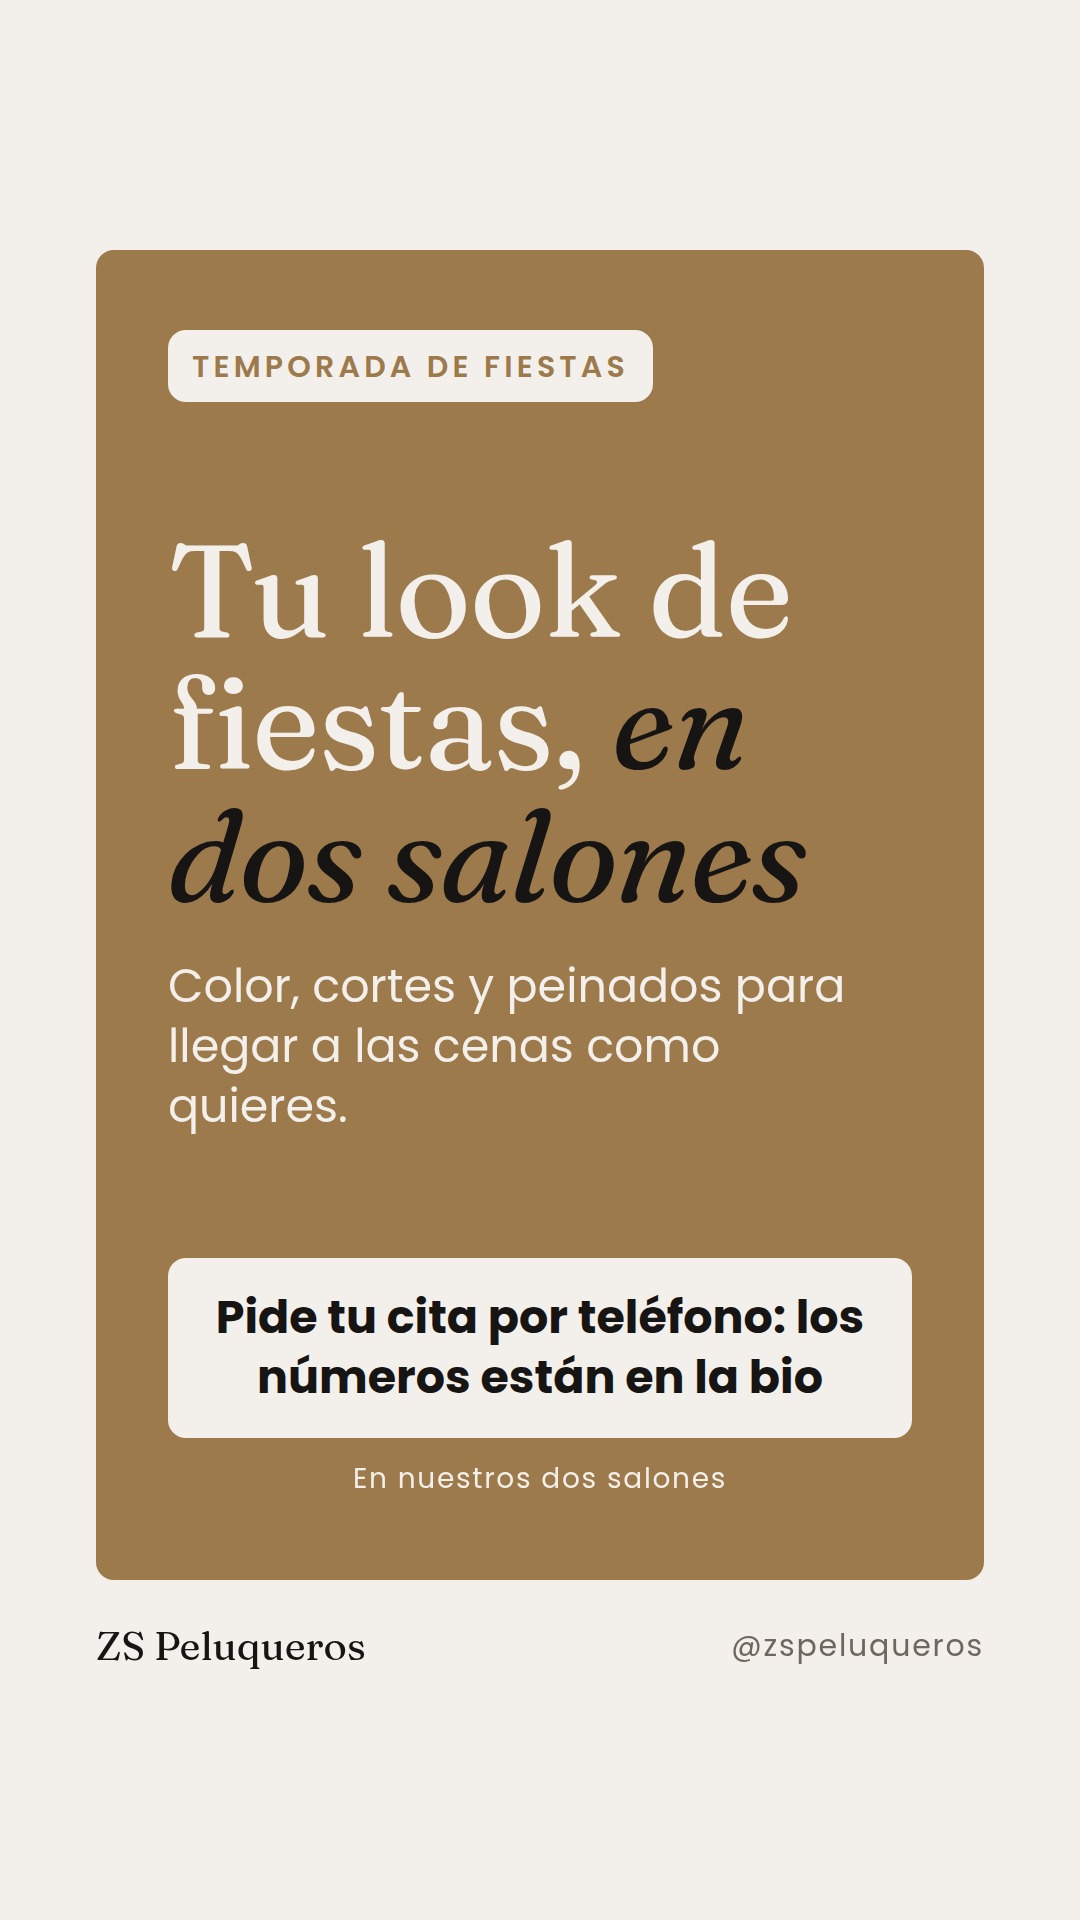 TEMPORADA DE FIESTAS
Tu look de
fiestas, en
dos salones
Color, cortes y peinados para
llegar a las cenas como
quieres.
Pide tu cita por teléfono: los
números están en la bio
En nuestros dos salones
ZS Peluqueros
@zspeluqueros